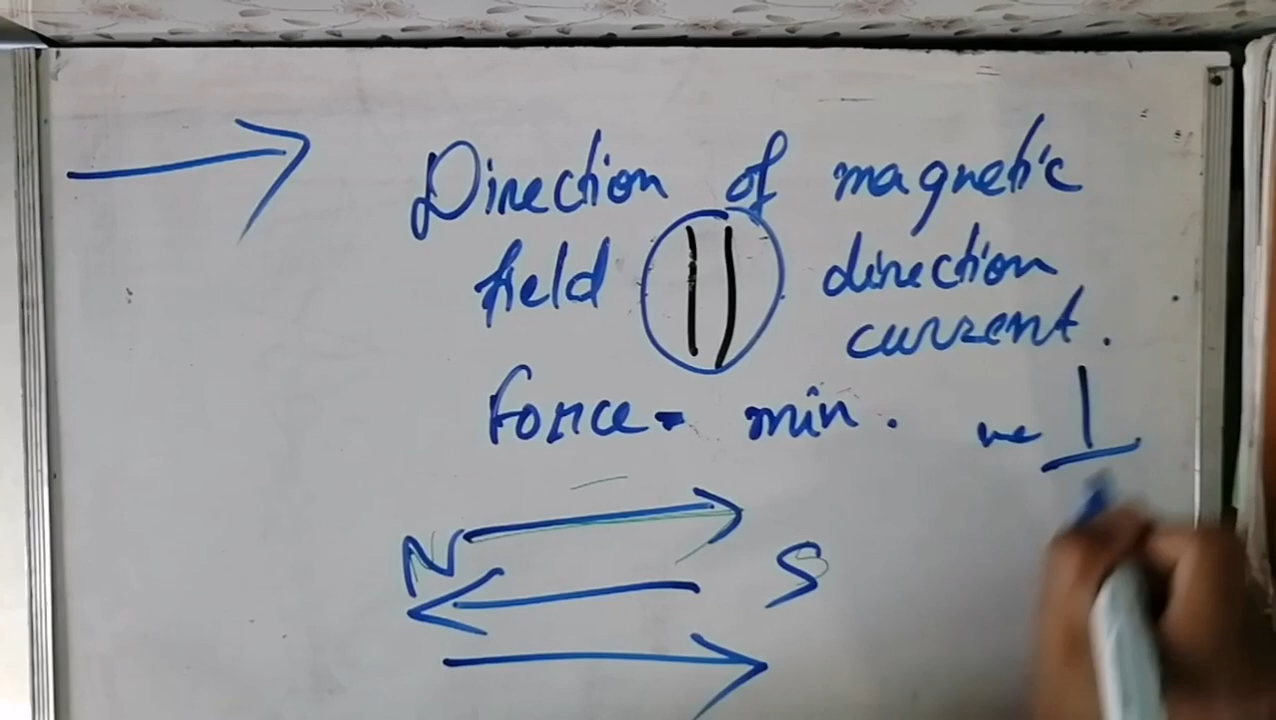 Direction of magnetic
field || direction
current.
force = min.
N S